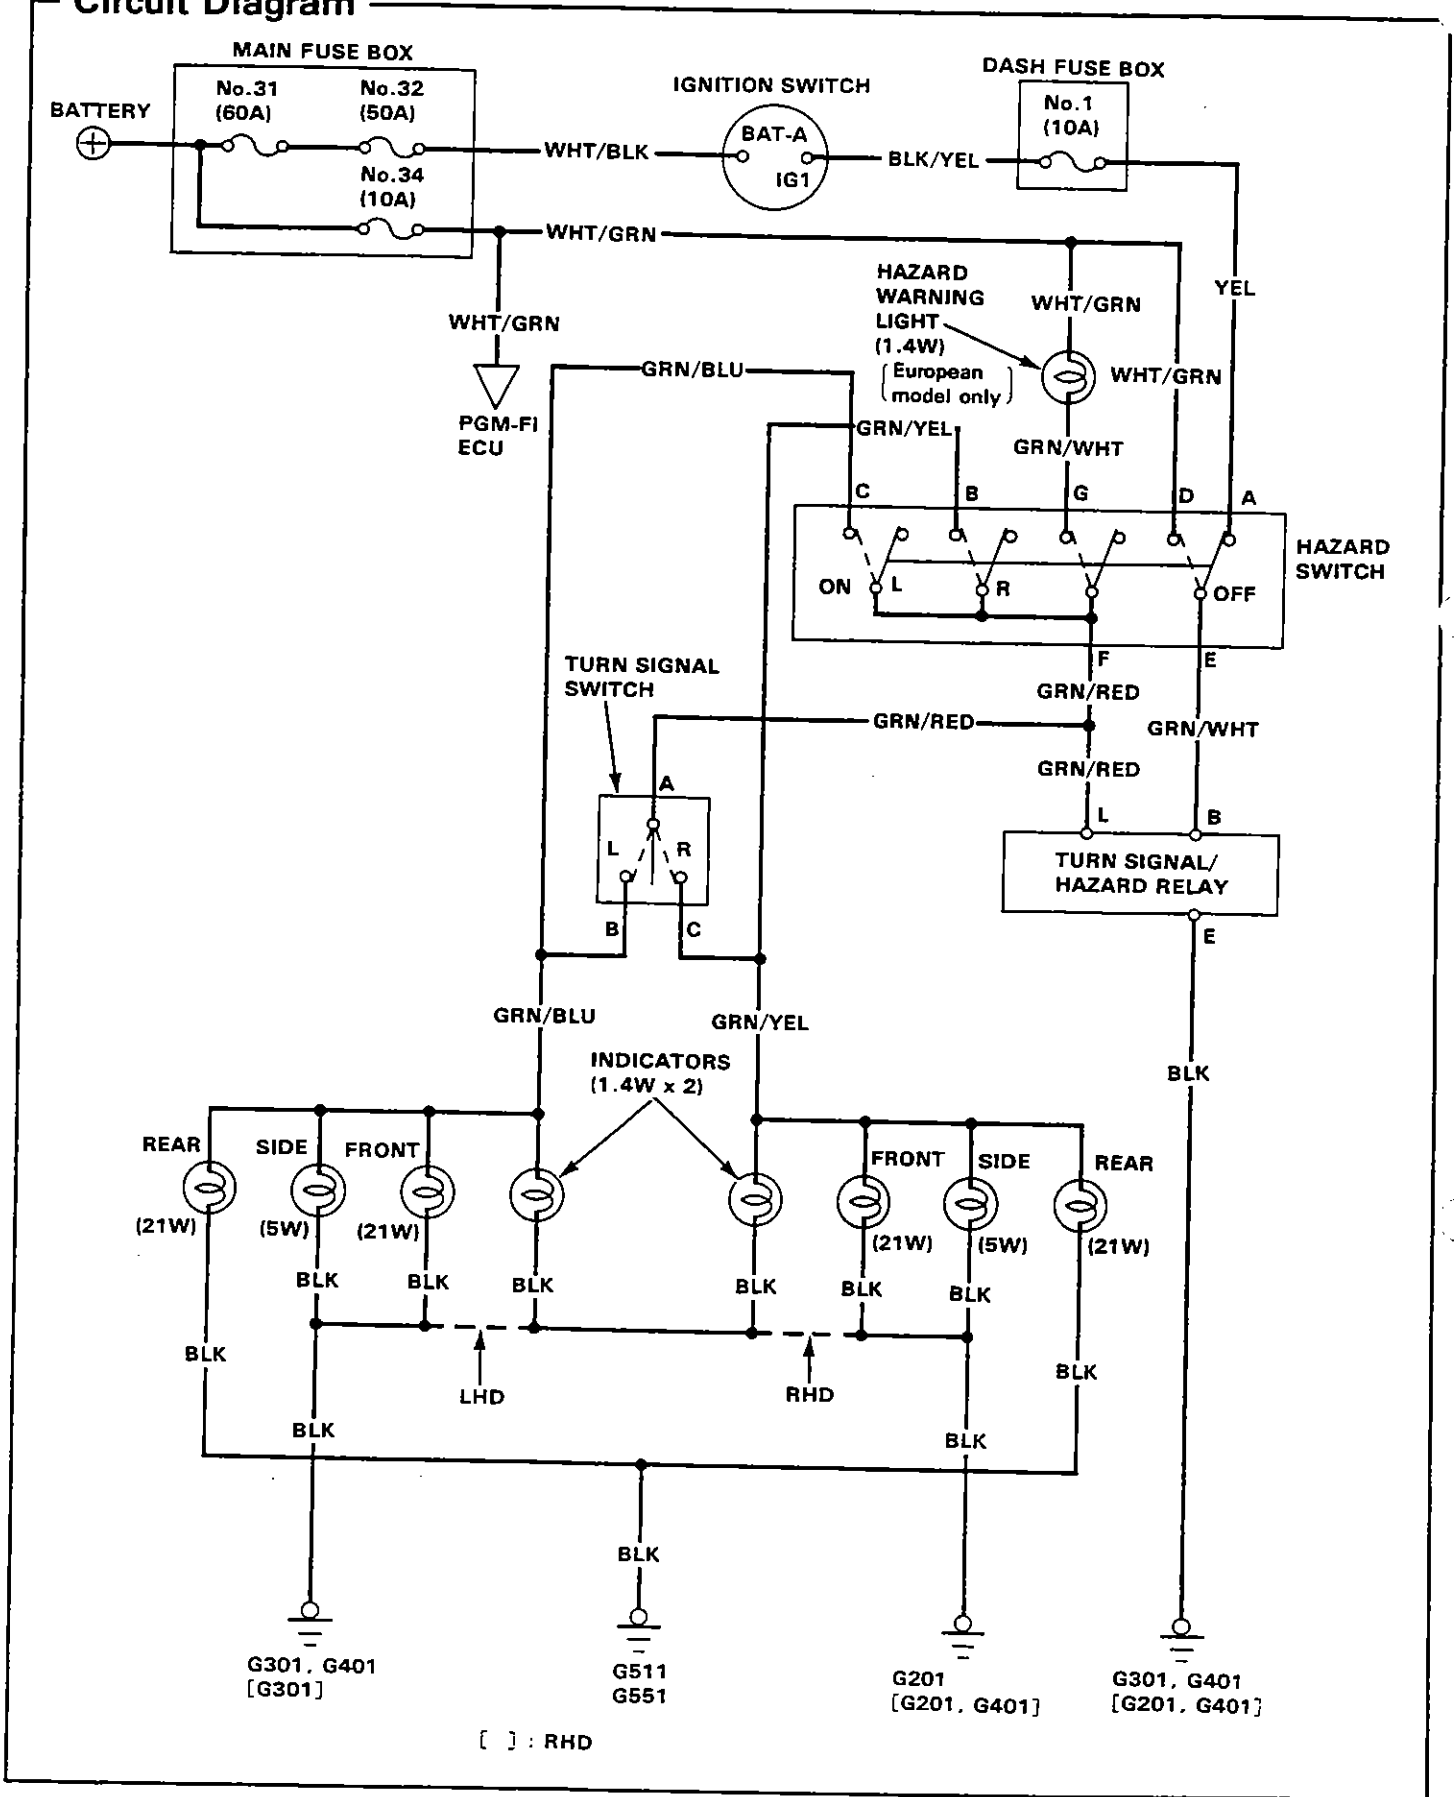 Circuit Diagram
MAIN FUSE BOX
No.31
(60A)
No.32
(50A)
BATTERY
No.34
(10A)
WHT/BLK
IGNITION SWITCH
BAT-A
IG1
BLK/YEL
DASH FUSE BOX
No.1
(10A)
WHT/GRN
WHT/GRN
PGM-FI
ECU
HAZARD
WARNING
LIGHT
(1.4W)
[European
model only]
WHT/GRN
YEL
WHT/GRN
GRN/BLU
GRN/YEL
GRN/WHT
C
B
G
D
A
HAZARD
SWITCH
ON
L
R
OFF
F
E
GRN/RED
GRN/WHT
GRN/RED
GRN/RED
TURN SIGNAL
SWITCH
A
L
R
B
C
L
B
TURN SIGNAL/
HAZARD RELAY
E
GRN/BLU
GRN/YEL
BLK
INDICATORS
(1.4W x 2)
REAR
SIDE
FRONT
FRONT
SIDE
REAR
(21W)
(5W)
(21W)
(21W)
(5W)
(21W)
BLK
BLK
BLK
BLK
BLK
BLK
BLK
BLK
LHD
RHD
BLK
BLK
BLK
G301, G401
[G301]
G511
G551
G201
[G201, G401]
G301, G401
[G201, G401]
[ ] : RHD